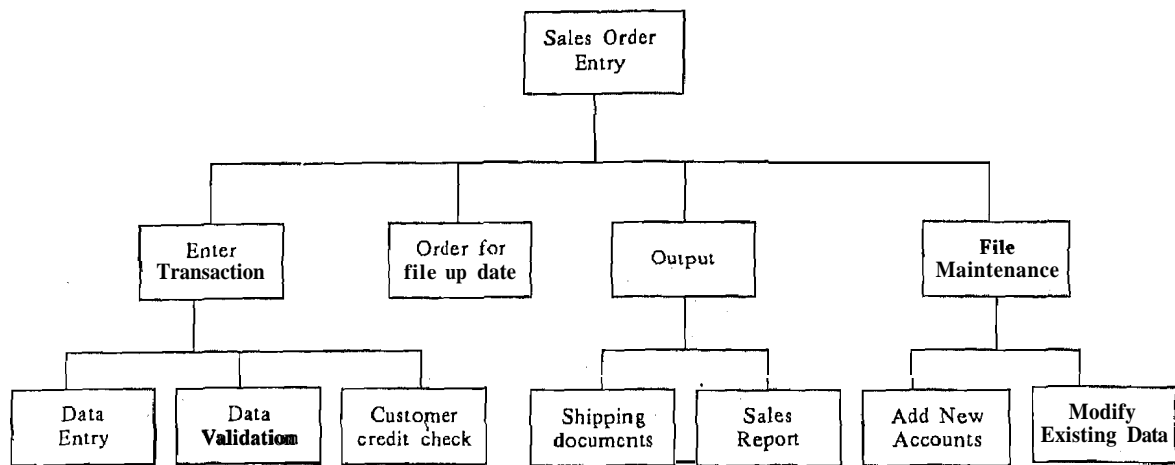 Sales Order
Entry
Enter
Transaction
Order for
file up date
Output
File
Maintenance
Data
Entry
Data
Validation
Customer
credit check
Shipping
documents
Sales
Report
Add New
Accounts
Modify
Existing Data